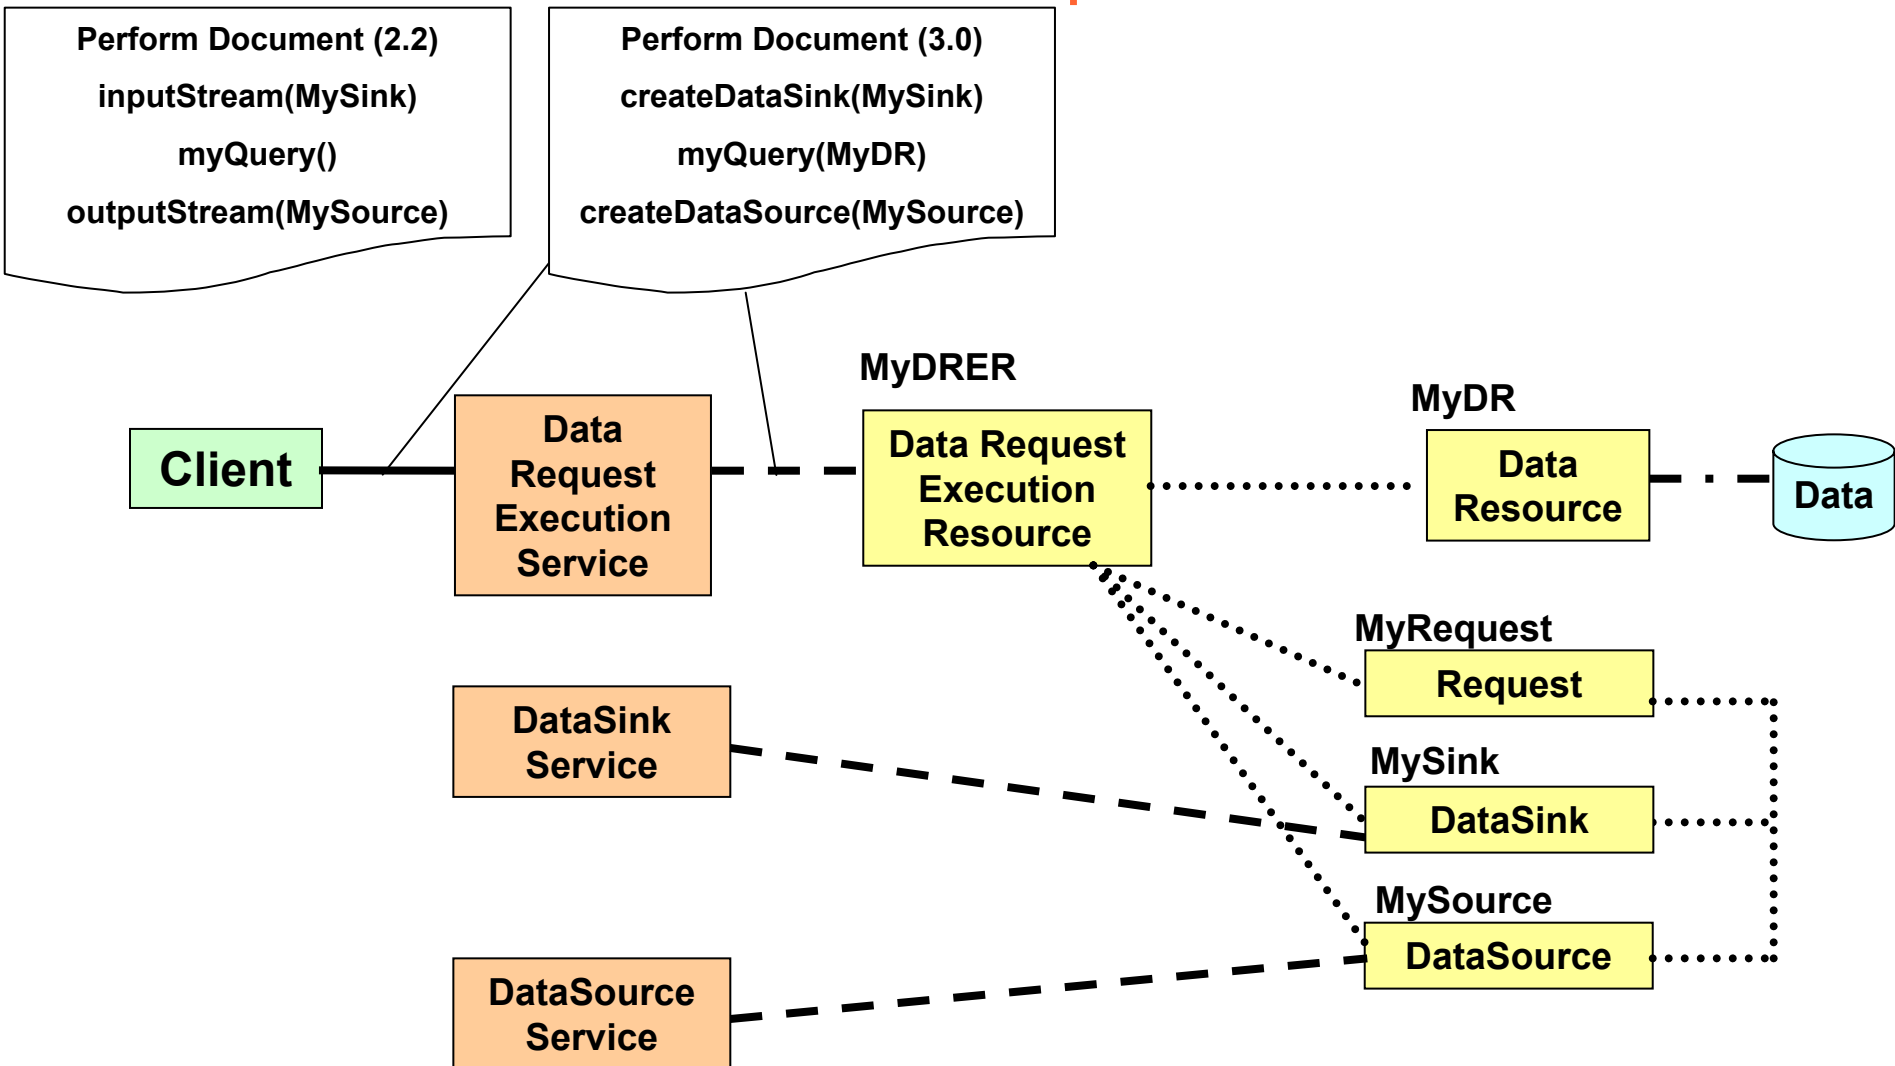 Perform Document (2.2)
inputStream(MySink)
myQuery()
outputStream(MySource)
Perform Document (3.0)
createDataSink(MySink)
myQuery(MyDR)
createDataSource(MySource)
Client
Data
Request
Execution
Service
MyDRER
Data Request
Execution
Resource
MyDR
Data
Resource
Data
MyRequest
Request
DataSink
Service
MySink
DataSink
MySource
DataSource
DataSource
Service